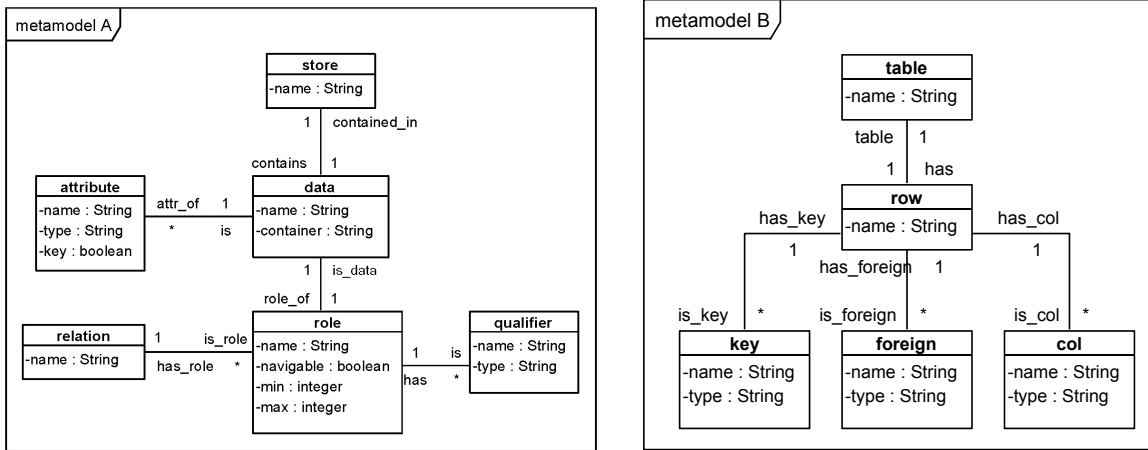 metamodel A
store
-name : String
1 contained_in
contains 1
attribute
-name : String
-type : String
-key : boolean
attr_of 1
* is
data
-name : String
-container : String
1 is_data
role_of 1
relation
-name : String
1 is_role
has_role *
role
-name : String
-navigable : boolean
-min : integer
-max : integer
1 is
has *
qualifier
-name : String
-type : String
metamodel B
table
-name : String
table 1
1 has
row
-name : String
has_key
1
has_foreign 1
has_col
1
is_key *
is_foreign *
is_col *
key
-name : String
-type : String
foreign
-name : String
-type : String
col
-name : String
-type : String